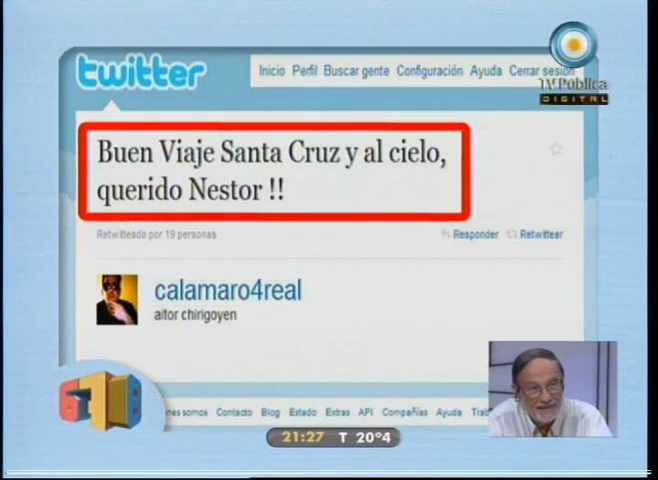 twitter
Inicio Perfil Buscar gente Configuración Ayuda Cerrar sesión
TV Pública
DIGITAL
Buen Viaje Santa Cruz y al cielo,
querido Nestor !!
Retwitteado por 19 personas
Responder Retwittear
calamaro4real
aitor chirigoyen
678
somos Contacto Blog Estado Extras API Compañías Ayuda
21:27 T 20°4